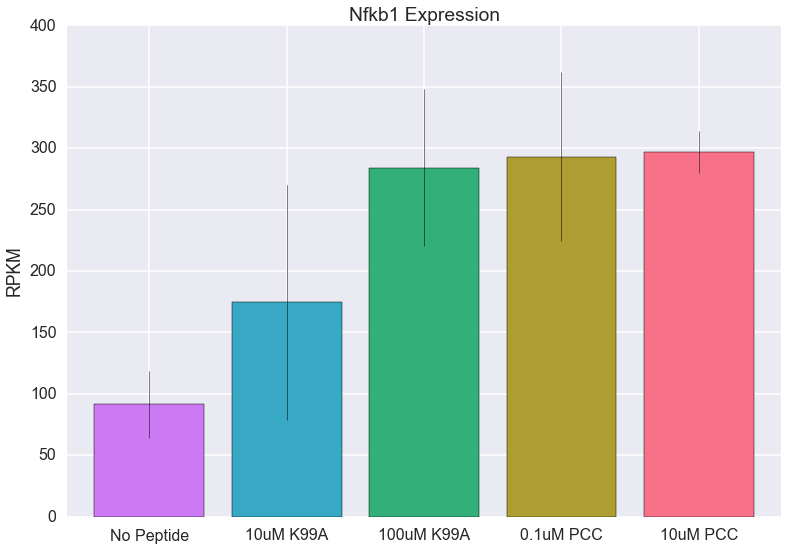 Nfkb1 Expression
400
350
300
250
200
150
100
50
0
RPKM
No Peptide
10uM K99A
100uM K99A
0.1uM PCC
10uM PCC